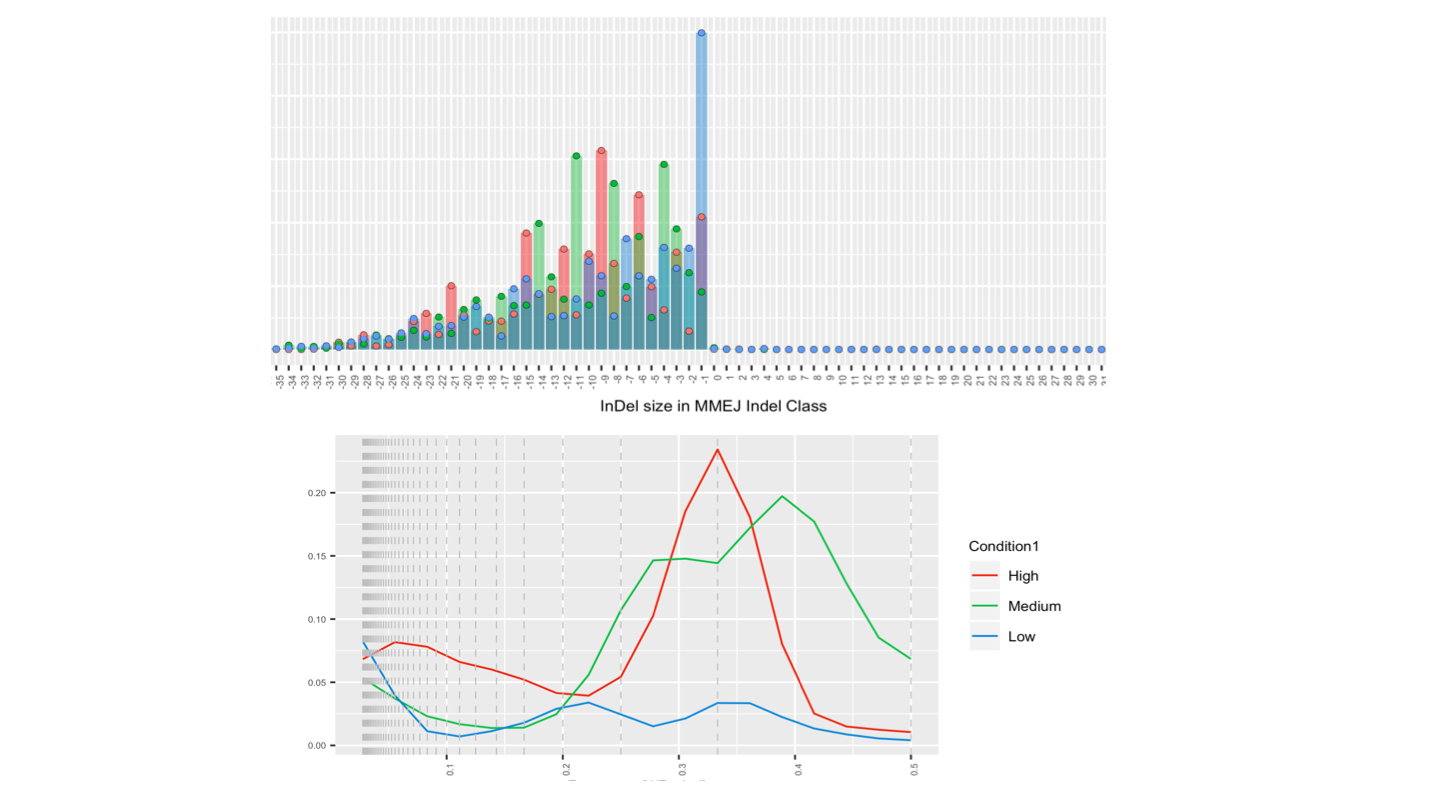 -35 -34 -33 -32 -31 -30 -29 -28 -27 -26 -25 -24 -23 -22 -21 -20 -19 -18 -17 -16 -15 -14 -13 -12 -11 -10 -9 -8 -7 -6 -5 -4 -3 -2 -1 0 1 2 3 4 5 6 7 8 9 10 11 12 13 14 15 16 17 18 19 20 21 22 23 24 25 26 27 28 29 30
InDel size in MMEJ Indel Class
0.20
0.15
0.10
0.05
0.00
0.1 0.2 0.3 0.4 0.5
Condition1
High
Medium
Low